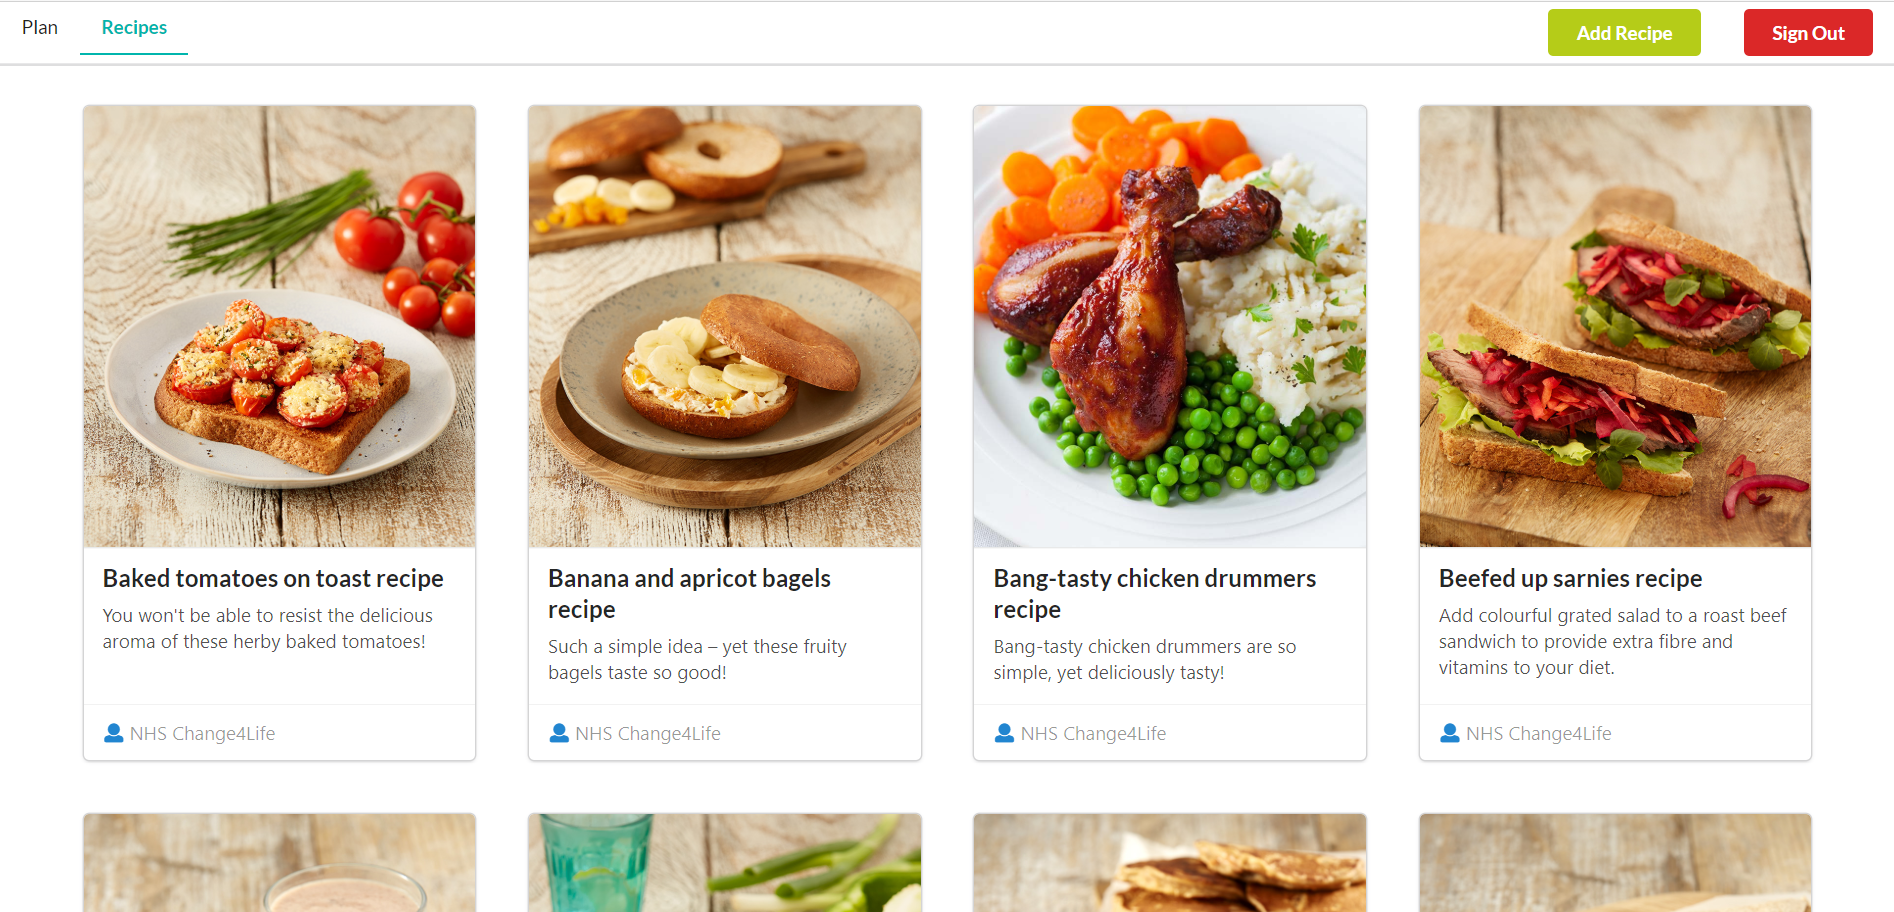 Plan
Recipes
Add Recipe
Sign Out
Baked tomatoes on toast recipe
You won't be able to resist the delicious
aroma of these herby baked tomatoes!
NHS Change4Life
Banana and apricot bagels
recipe
Such a simple idea – yet these fruity
bagels taste so good!
NHS Change4Life
Bang-tasty chicken drummers
recipe
Bang-tasty chicken drummers are so
simple, yet deliciously tasty!
NHS Change4Life
Beefed up sarnies recipe
Add colourful grated salad to a roast beef
sandwich to provide extra fibre and
vitamins to your diet.
NHS Change4Life